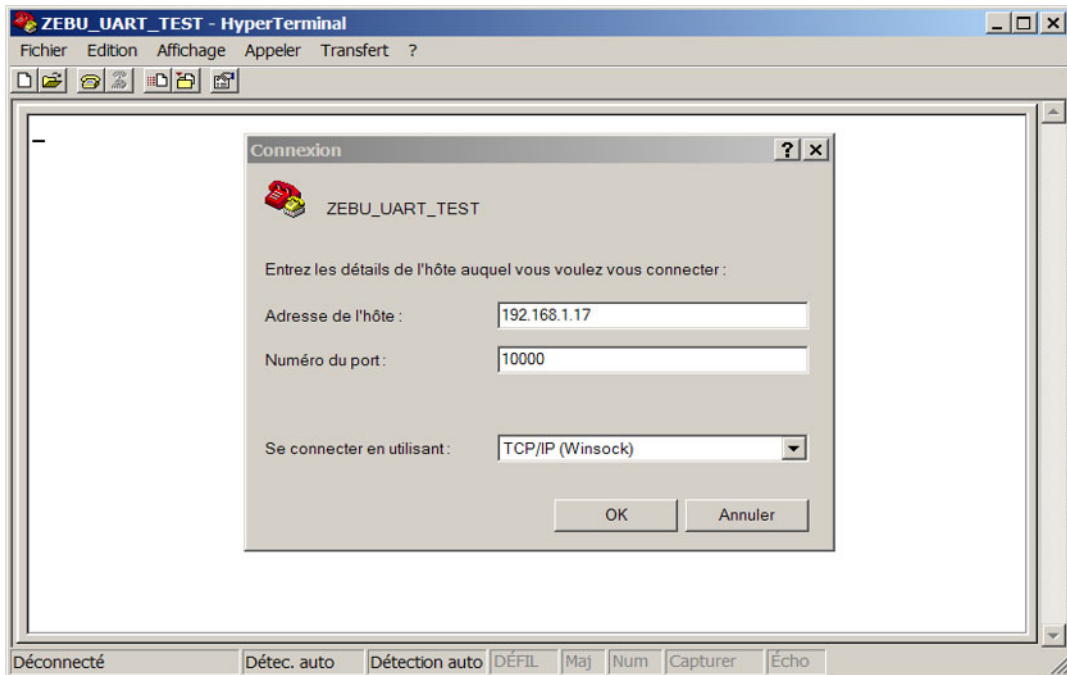 ZEBU_UART_TEST - HyperTerminal
Fichier Edition Affichage Appeler Transfert ?
Connexion
ZEBU_UART_TEST
Entrez les détails de l'hôte auquel vous voulez vous connecter :
Adresse de l'hôte : 192.168.1.17
Numéro du port : 10000
Se connecter en utilisant : TCP/IP (Winsock)
OK Annuler
Déconnecté Détec. auto Détection auto DÉFIL Maj Num Capturer Écho